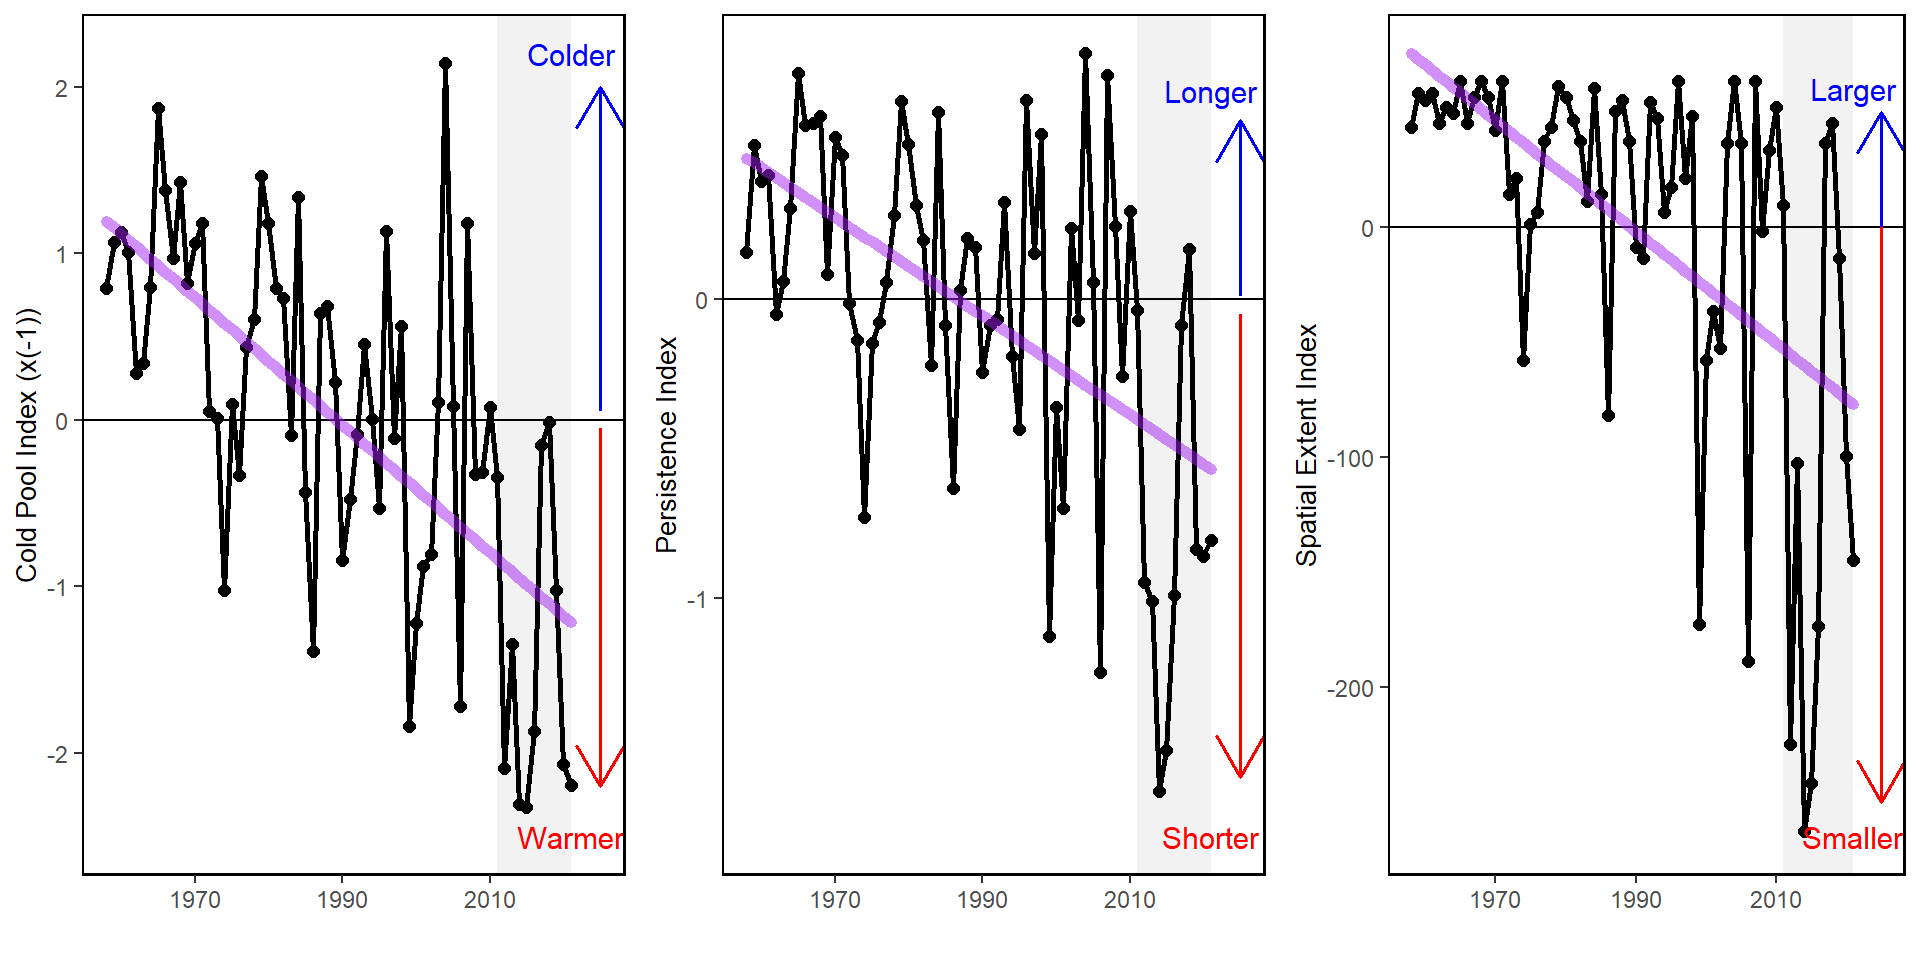 Cold Pool Index (x(-1))
2
1
0
-1
-2
1970
1990
2010
Colder
Warmer
Persistence Index
0
-1
1970
1990
2010
Longer
Shorter
Spatial Extent Index
0
-100
-200
1970
1990
2010
Larger
Smaller